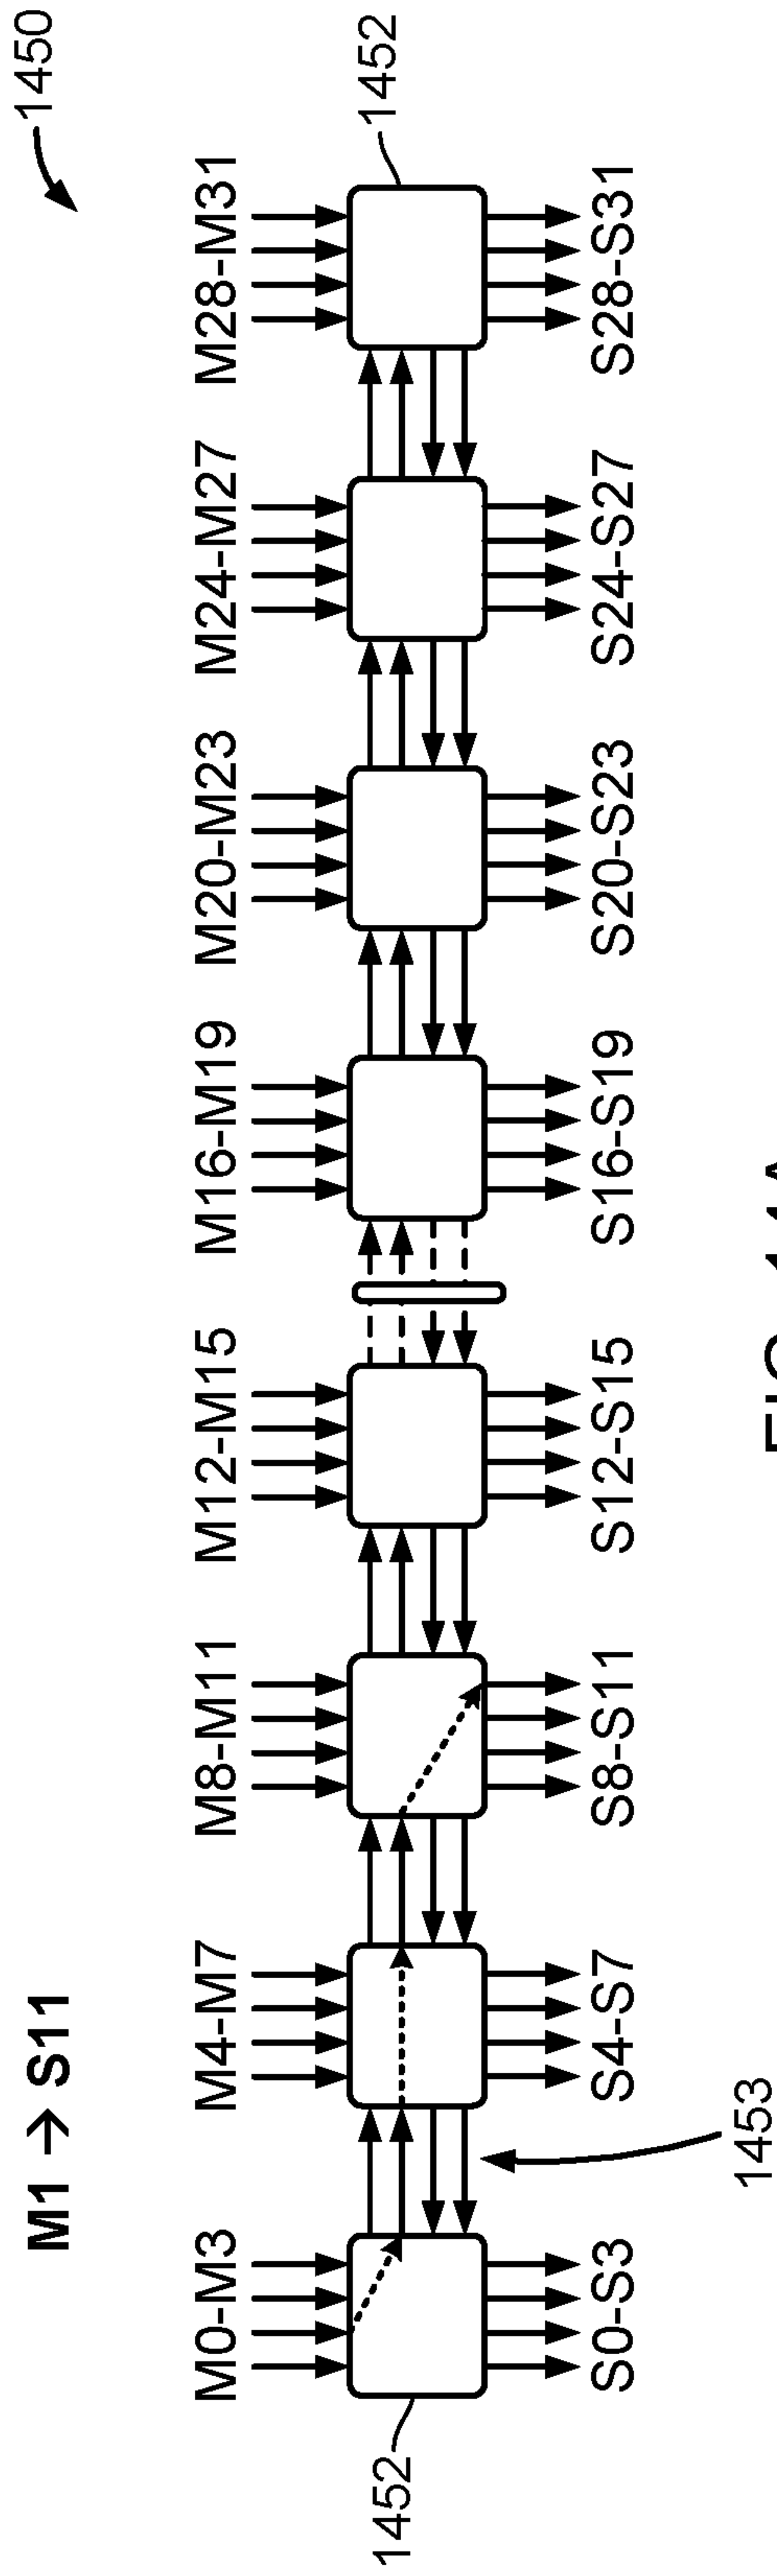 M1 → S11
1450
M0-M3
M4-M7
M8-M11
M12-M15
M16-M19
M20-M23
M24-M27
M28-M31
1452
1452
S0-S3
S4-S7
S8-S11
S12-S15
S16-S19
S20-S23
S24-S27
S28-S31
1453